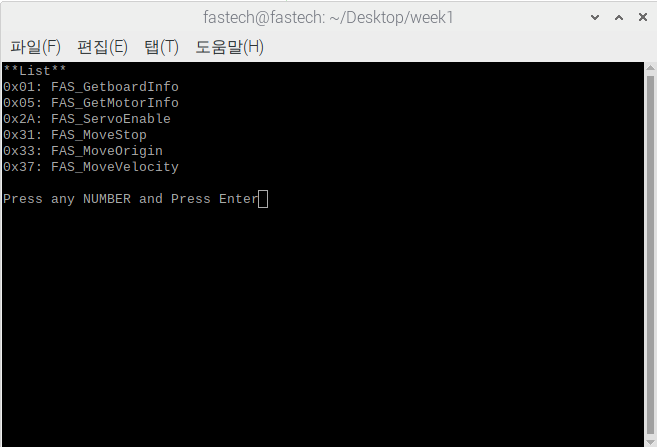 fastech@fastech: ~/Desktop/week1
파일(F) 편집(E) 탭(T) 도움말(H)
**List**
0x01: FAS_GetboardInfo
0x05: FAS_GetMotorInfo
0x2A: FAS_ServoEnable
0x31: FAS_MoveStop
0x33: FAS_MoveOrigin
0x37: FAS_MoveVelocity
Press any NUMBER and Press Enter